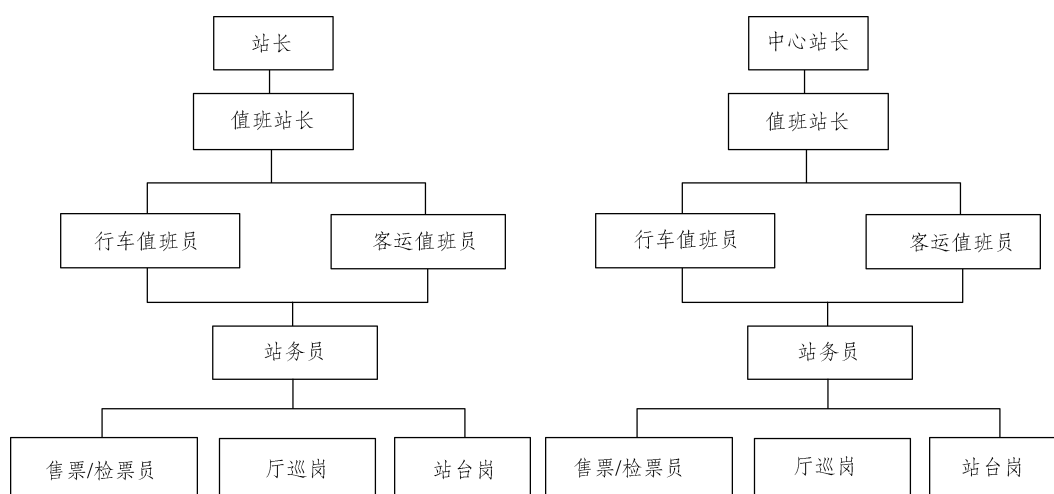 站长
值班站长
行车值班员
客运值班员
站务员
售票/检票员
厅巡岗
站台岗
中心站长
值班站长
行车值班员
客运值班员
站务员
售票/检票员
厅巡岗
站台岗